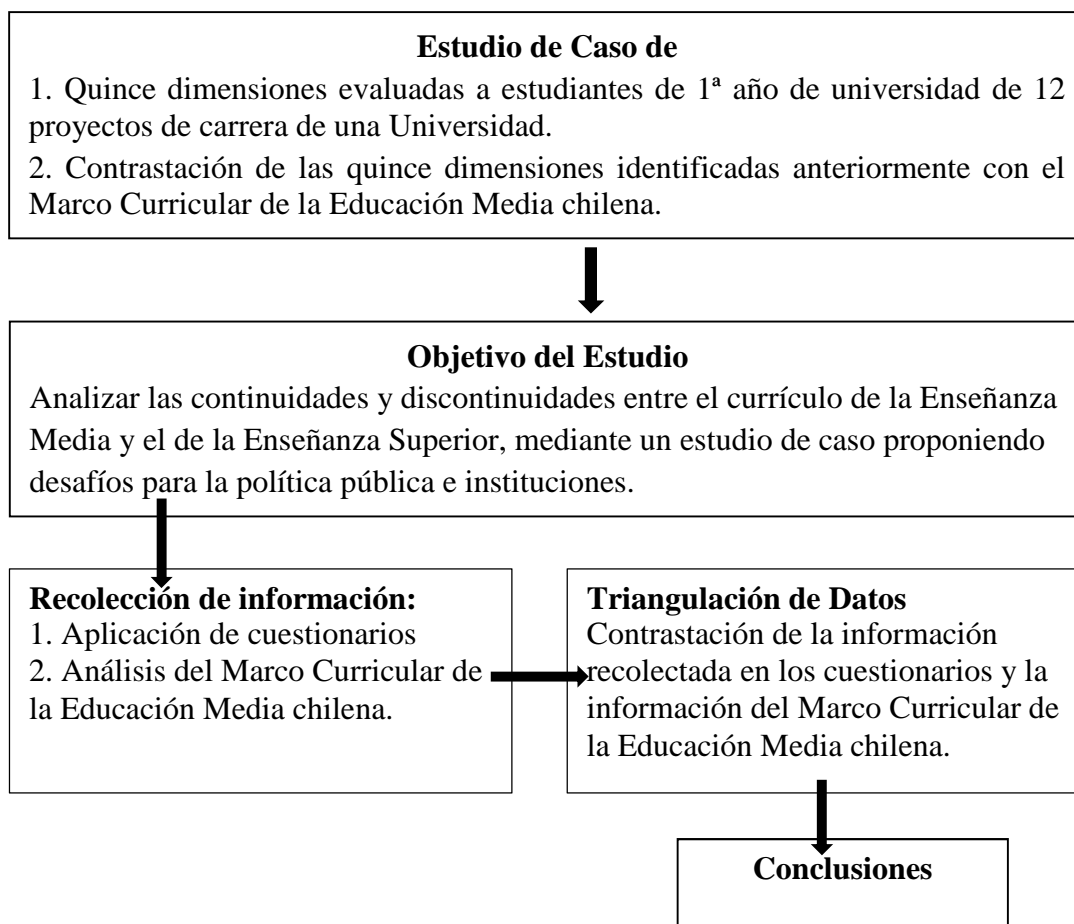 Estudio de Caso de
1. Quince dimensiones evaluadas a estudiantes de 1ª año de universidad de 12
proyectos de carrera de una Universidad.
2. Contrastación de las quince dimensiones identificadas anteriormente con el
Marco Curricular de la Educación Media chilena.
Objetivo del Estudio
Analizar las continuidades y discontinuidades entre el currículo de la Enseñanza
Media y el de la Enseñanza Superior, mediante un estudio de caso proponiendo
desafíos para la política pública e instituciones.
Recolección de información:
1. Aplicación de cuestionarios
2. Análisis del Marco Curricular de
la Educación Media chilena.
Triangulación de Datos
Contrastación de la información
recolectada en los cuestionarios y la
información del Marco Curricular de
la Educación Media chilena.
Conclusiones